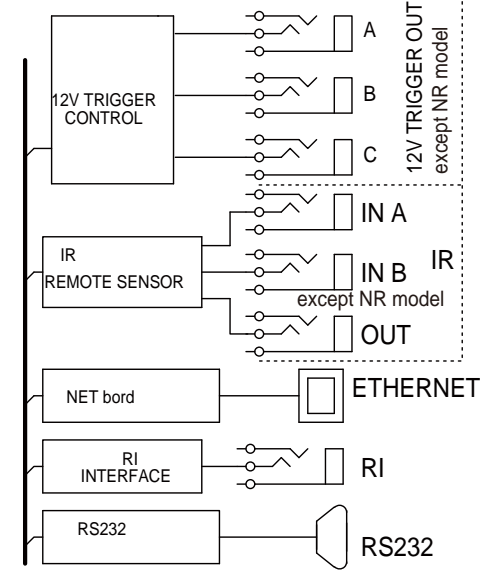 12V TRIGGER
CONTROL
A
B
C
12V TRIGGER OUT
except NR model
IR
REMOTE SENSOR
IN A
IN B
IR
except NR model
OUT
NET bord
ETHERNET
RI
INTERFACE
RI
RS232
RS232